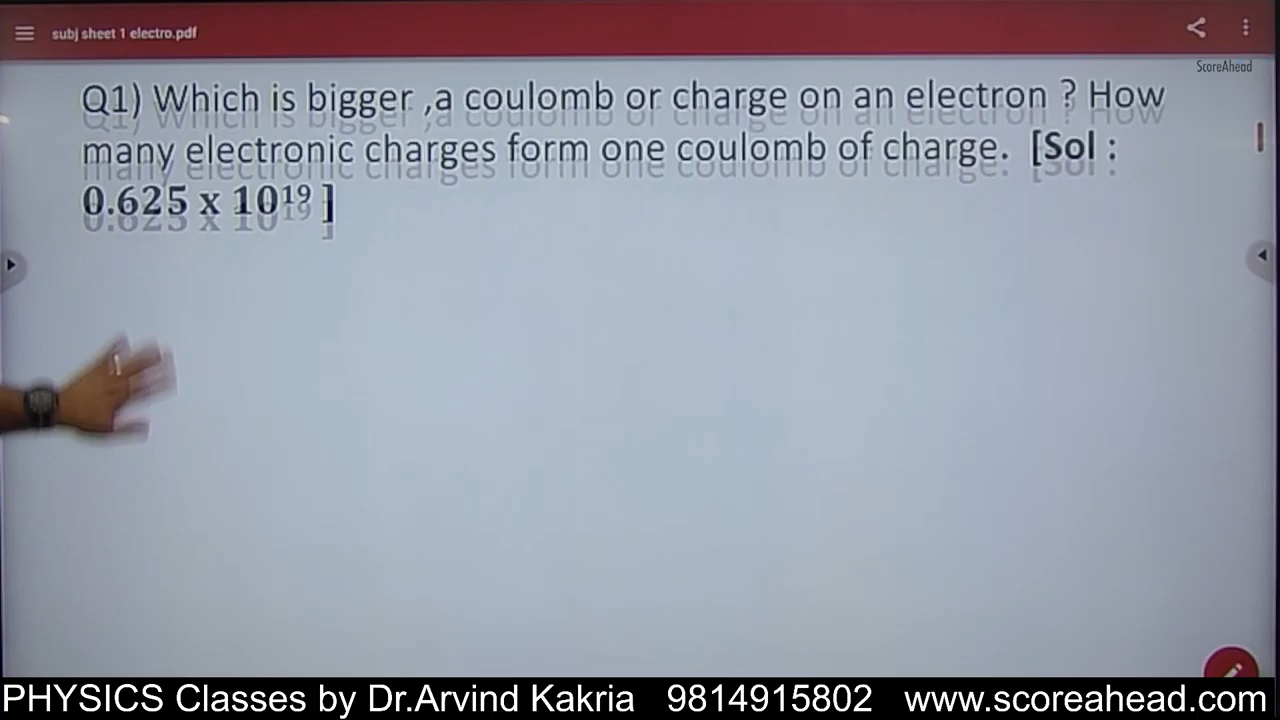 subj sheet 1 electro.pdf
ScoreAhead
Q1) Which is bigger ,a coulomb or charge on an electron ? How
many electronic charges form one coulomb of charge. [Sol :
0.625 x 10¹⁹ ]
PHYSICS Classes by Dr.Arvind Kakria 9814915802 www.scoreahead.com